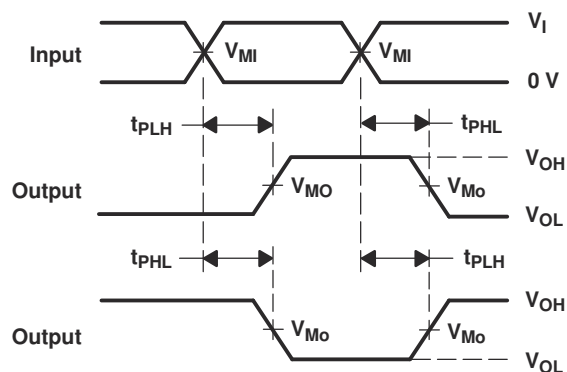 V_I
Input V_MI V_MI
0 V
t_PLH t_PHL
V_OH
Output V_MO V_Mo
V_OL
t_PHL t_PLH
V_OH
Output V_Mo V_Mo
V_OL